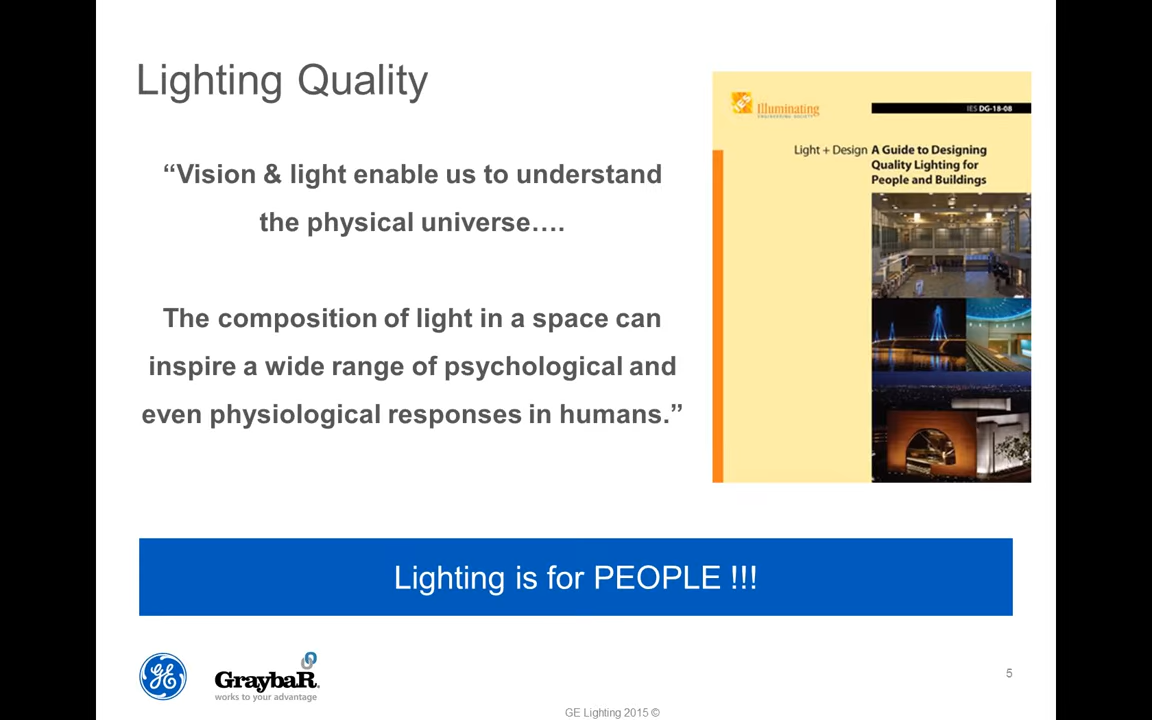 Lighting Quality
“Vision & light enable us to understand
the physical universe….
The composition of light in a space can
inspire a wide range of psychological and
even physiological responses in humans.”
IES
Illuminating
ENGINEERING SOCIETY
IES DG-18-08
Light + Design A Guide to Designing
Quality Lighting for
People and Buildings
Lighting is for PEOPLE !!!
GE
GraybaR.
works to your advantage
5
GE Lighting 2015 ©